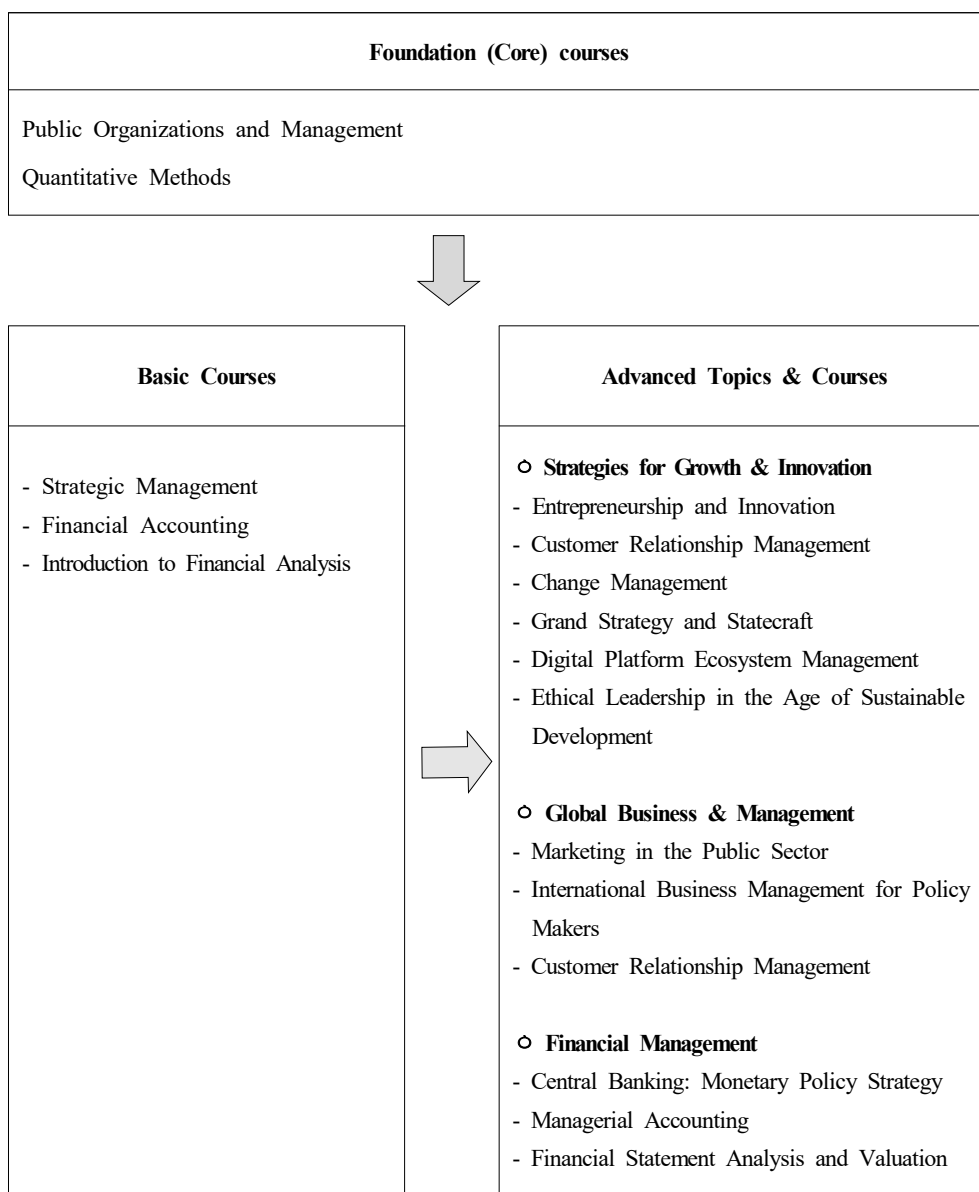 Foundation (Core) courses
Public Organizations and Management
Quantitative Methods
Basic Courses
- Strategic Management
- Financial Accounting
- Introduction to Financial Analysis
Advanced Topics & Courses
ㅇ Strategies for Growth & Innovation
- Entrepreneurship and Innovation
- Customer Relationship Management
- Change Management
- Grand Strategy and Statecraft
- Digital Platform Ecosystem Management
- Ethical Leadership in the Age of Sustainable
Development
ㅇ Global Business & Management
- Marketing in the Public Sector
- International Business Management for Policy
Makers
- Customer Relationship Management
ㅇ Financial Management
- Central Banking: Monetary Policy Strategy
- Managerial Accounting
- Financial Statement Analysis and Valuation